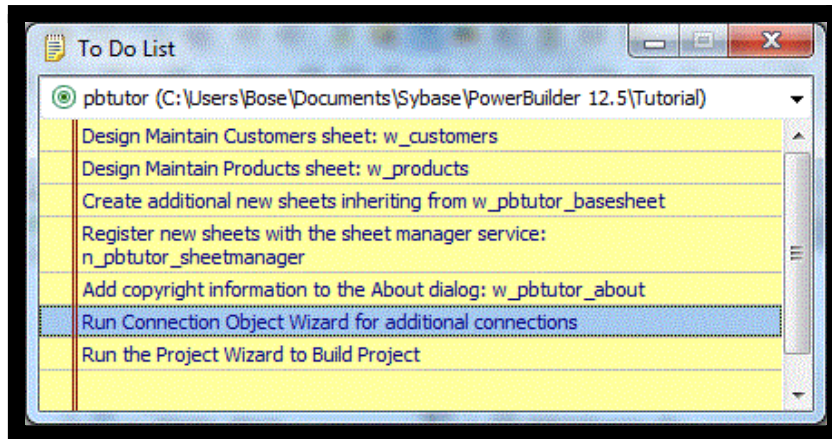 To Do List
pbtutor (C:\Users\Bose\Documents\Sybase\PowerBuilder 12.5\Tutorial)
Design Maintain Customers sheet: w_customers
Design Maintain Products sheet: w_products
Create additional new sheets inheriting from w_pbtutor_basesheet
Register new sheets with the sheet manager service:
n_pbtutor_sheetmanager
Add copyright information to the About dialog: w_pbtutor_about
Run Connection Object Wizard for additional connections
Run the Project Wizard to Build Project